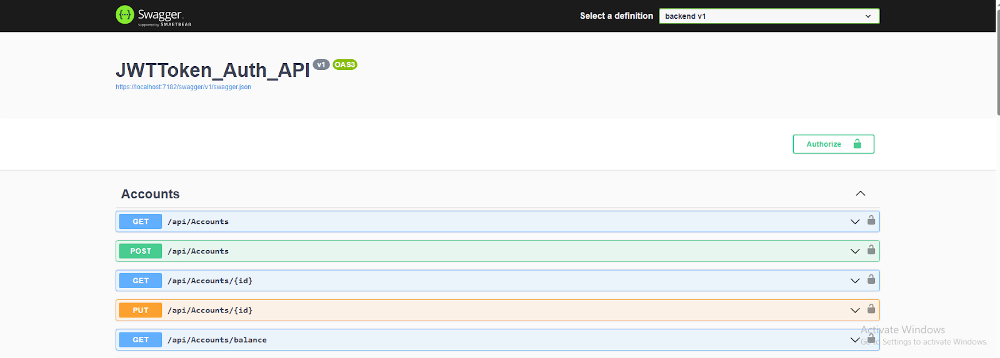 Swagger.
Supported by SMARTBEAR
Select a definition
backend v1
JWTToken_Auth_API v1 OAS3
https://localhost:7182/swagger/v1/swagger.json
Authorize
Accounts
GET /api/Accounts
POST /api/Accounts
GET /api/Accounts/{id}
PUT /api/Accounts/{id}
GET /api/Accounts/balance
Activate Windows
Go to Settings to activate Windows.